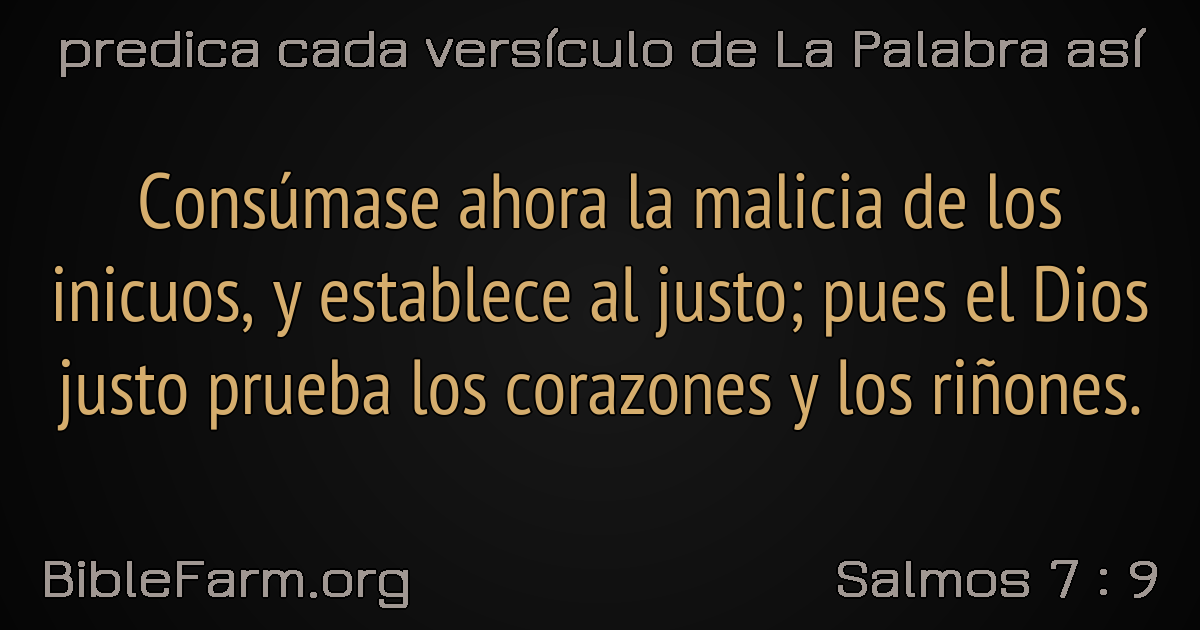 predica cada versículo de La Palabra así
Consúmase ahora la malicia de los
inicuos, y establece al justo; pues el Dios
justo prueba los corazones y los riñones.
BibleFarm.org
Salmos 7 : 9